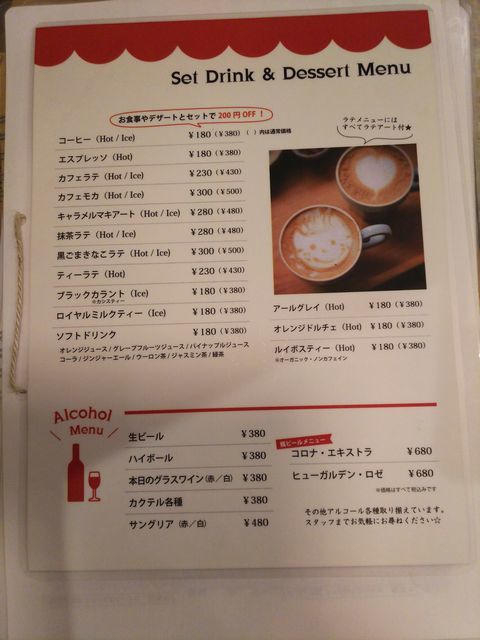 Set Drink & Dessert Menu
お食事やデザートとセットで 200 円 OFF !
コーヒー (Hot / Ice) ￥180 (￥380) ( ) 内は通常価格
エスプレッソ (Hot) ￥180 (￥380)
カフェラテ (Hot / Ice) ￥230 (￥430)
カフェモカ (Hot / Ice) ￥300 (￥500)
キャラメルマキアート (Hot / Ice) ￥280 (￥480)
抹茶ラテ (Hot / Ice) ￥280 (￥480)
黒ごまきなこラテ (Hot / Ice) ￥300 (￥500)
ティーラテ (Hot) ￥230 (￥430)
ブラックカラント (Ice) ￥180 (￥380)
※カシスティー
ロイヤルミルクティー (Ice) ￥180 (￥380)
ソフトドリンク ￥180 (￥380)
オレンジジュース / グレープフルーツジュース / パイナップルジュース
コーラ / ジンジャーエール / ウーロン茶 / ジャスミン茶 / 緑茶
ラテメニューには
すべてラテアート付★
アールグレイ (Hot) ￥180 (￥380)
オレンジドルチェ (Hot) ￥180 (￥380)
ルイボスティー (Hot) ￥180 (￥380)
※オーガニック・ノンカフェイン
Alcohol
Menu
生ビール ￥380
ハイボール ￥380
本日のグラスワイン (赤／白) ￥380
カクテル各種 ￥380
サングリア (赤／白) ￥480
瓶ビールメニュー
コロナ・エキストラ ￥680
ヒューガルデン・ロゼ ￥680
※価格はすべて税込みです
その他アルコール各種取り揃えています。
スタッフまでお気軽にお尋ねください☆